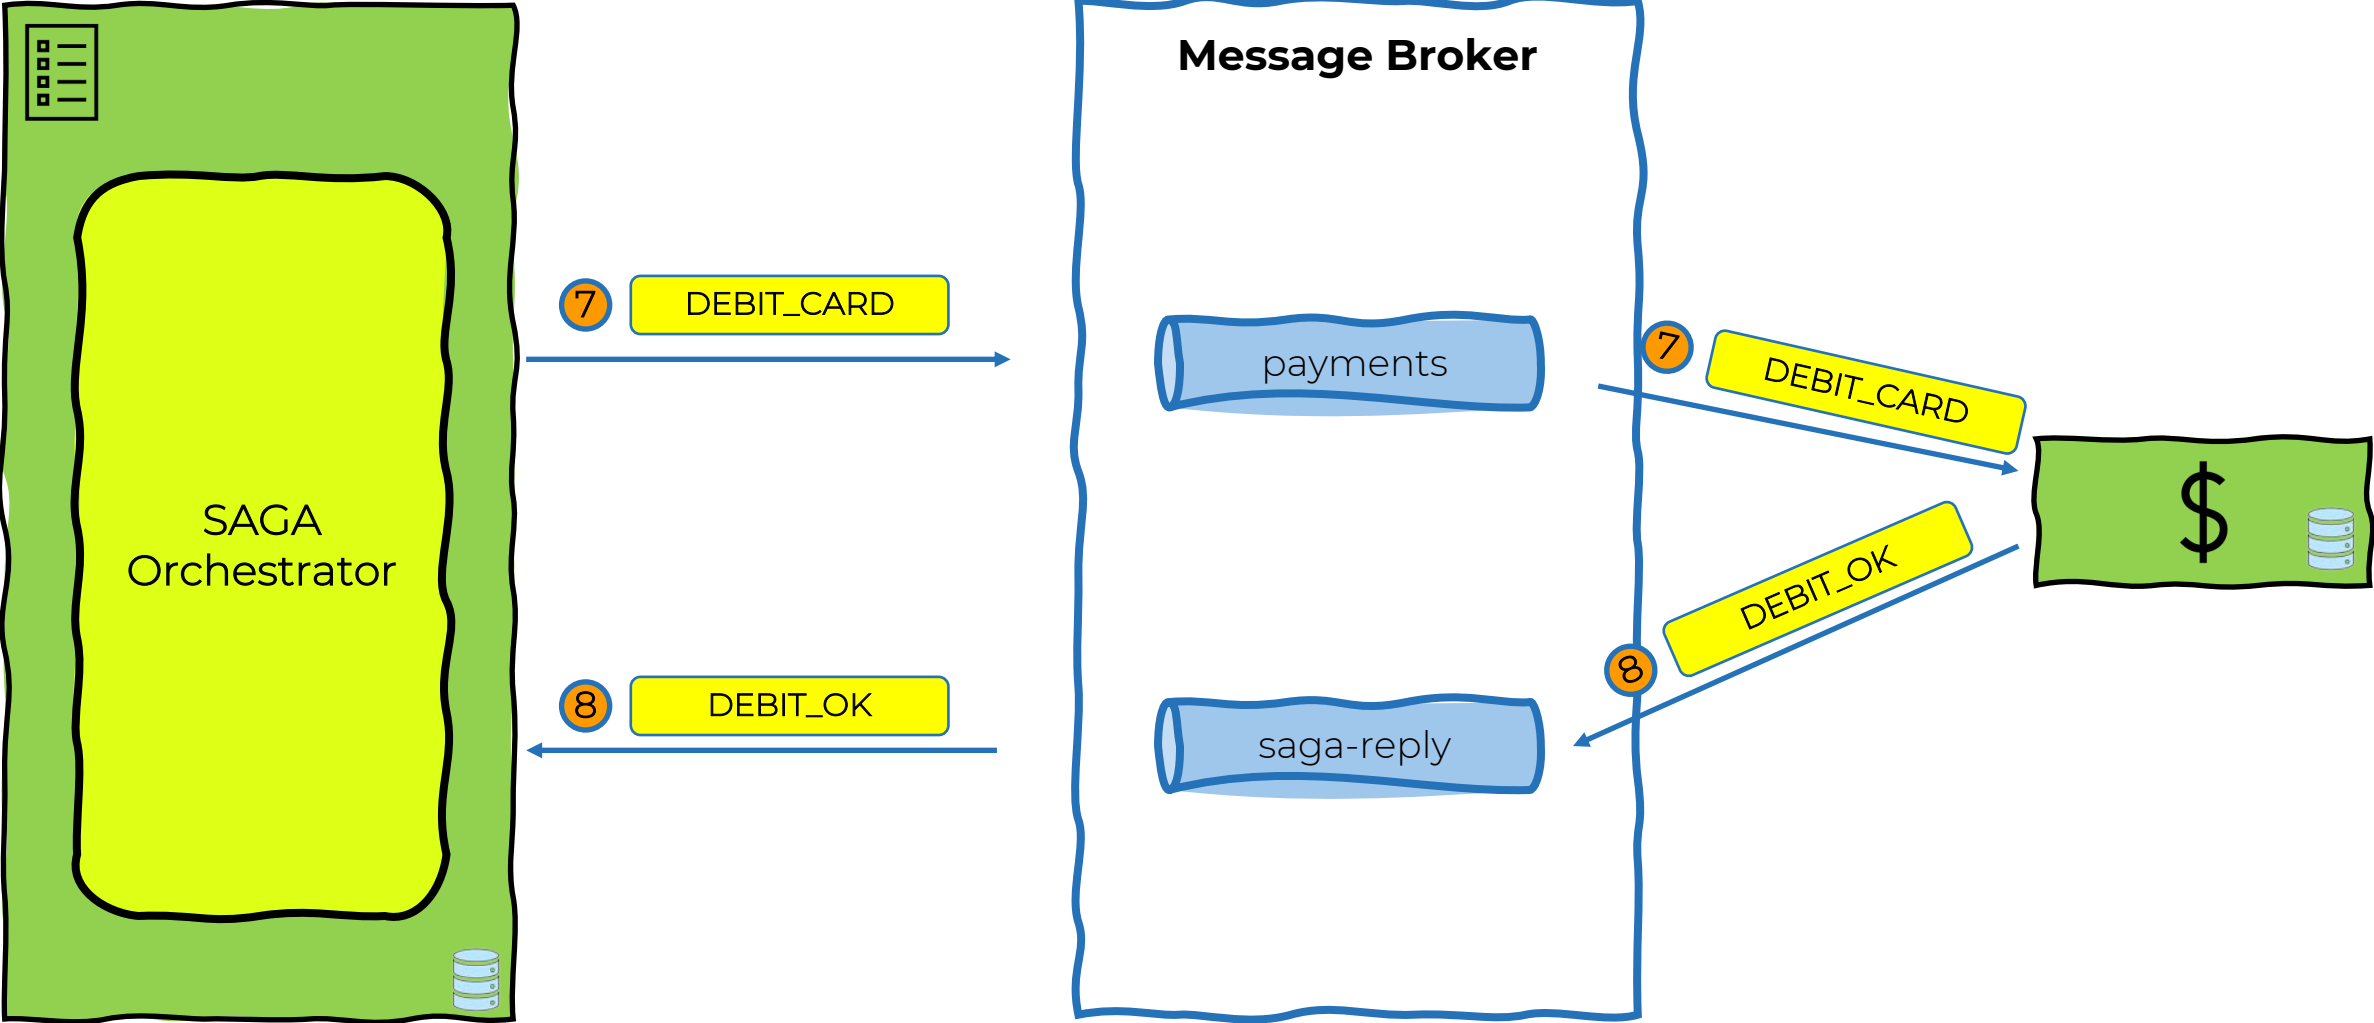 Message Broker
7
DEBIT_CARD
payments
7
DEBIT_CARD
SAGA
Orchestrator
$
8
DEBIT_OK
saga-reply
8
DEBIT_OK